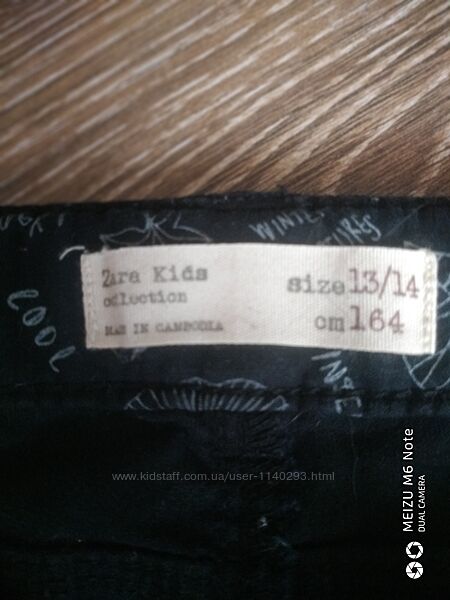 WINTER
Zara Kids
collection
MADE IN CAMBODIA
size 13/14
cm 164
www.kidstaff.com.ua/user-1140293.html
MEIZU M6 Note
DUAL CAMERA